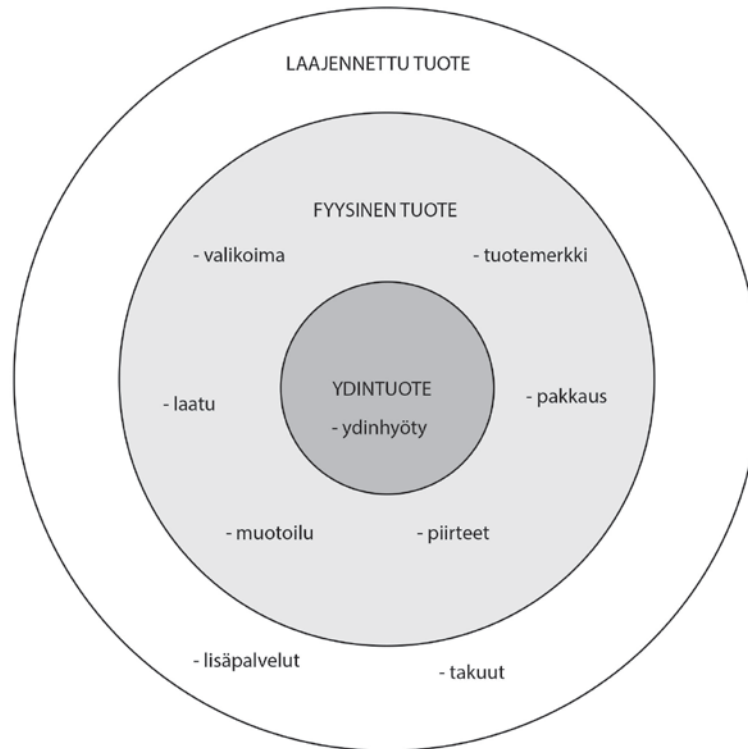 LAAJENNETTU TUOTE
FYYSINEN TUOTE
- valikoima
- tuotemerkki
YDINTUOTE
- ydinhyöty
- laatu
- pakkaus
- muotoilu
- piirteet
- lisäpalvelut
- takuut